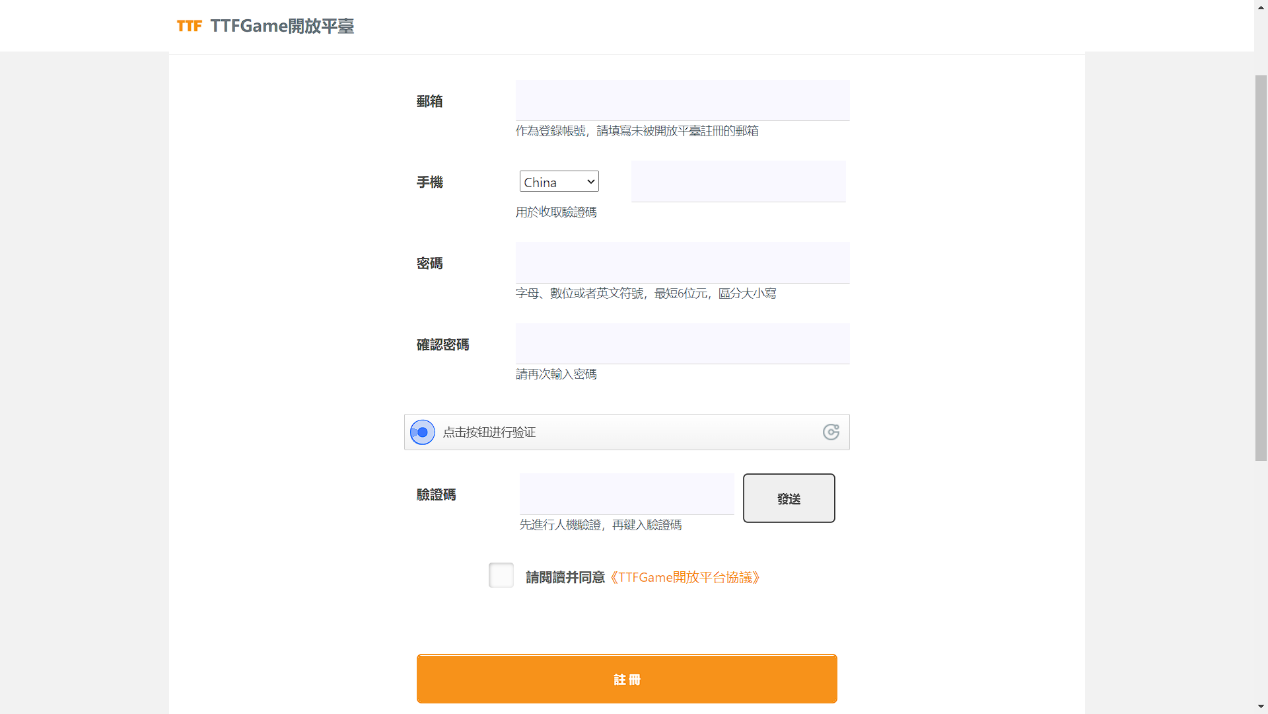 TTF TTFGame開放平臺
郵箱
作為登錄帳號，請填寫未被開放平臺註冊的郵箱
手機 China
用於收取驗證碼
密碼
字母、數位或者英文符號，最短6位元，區分大小寫
確認密碼
請再次輸入密碼
点击按钮进行验证
驗證碼 發送
先進行人機驗證，再鍵入驗證碼
請閱讀并同意《TTFGame開放平台協議》
註 冊